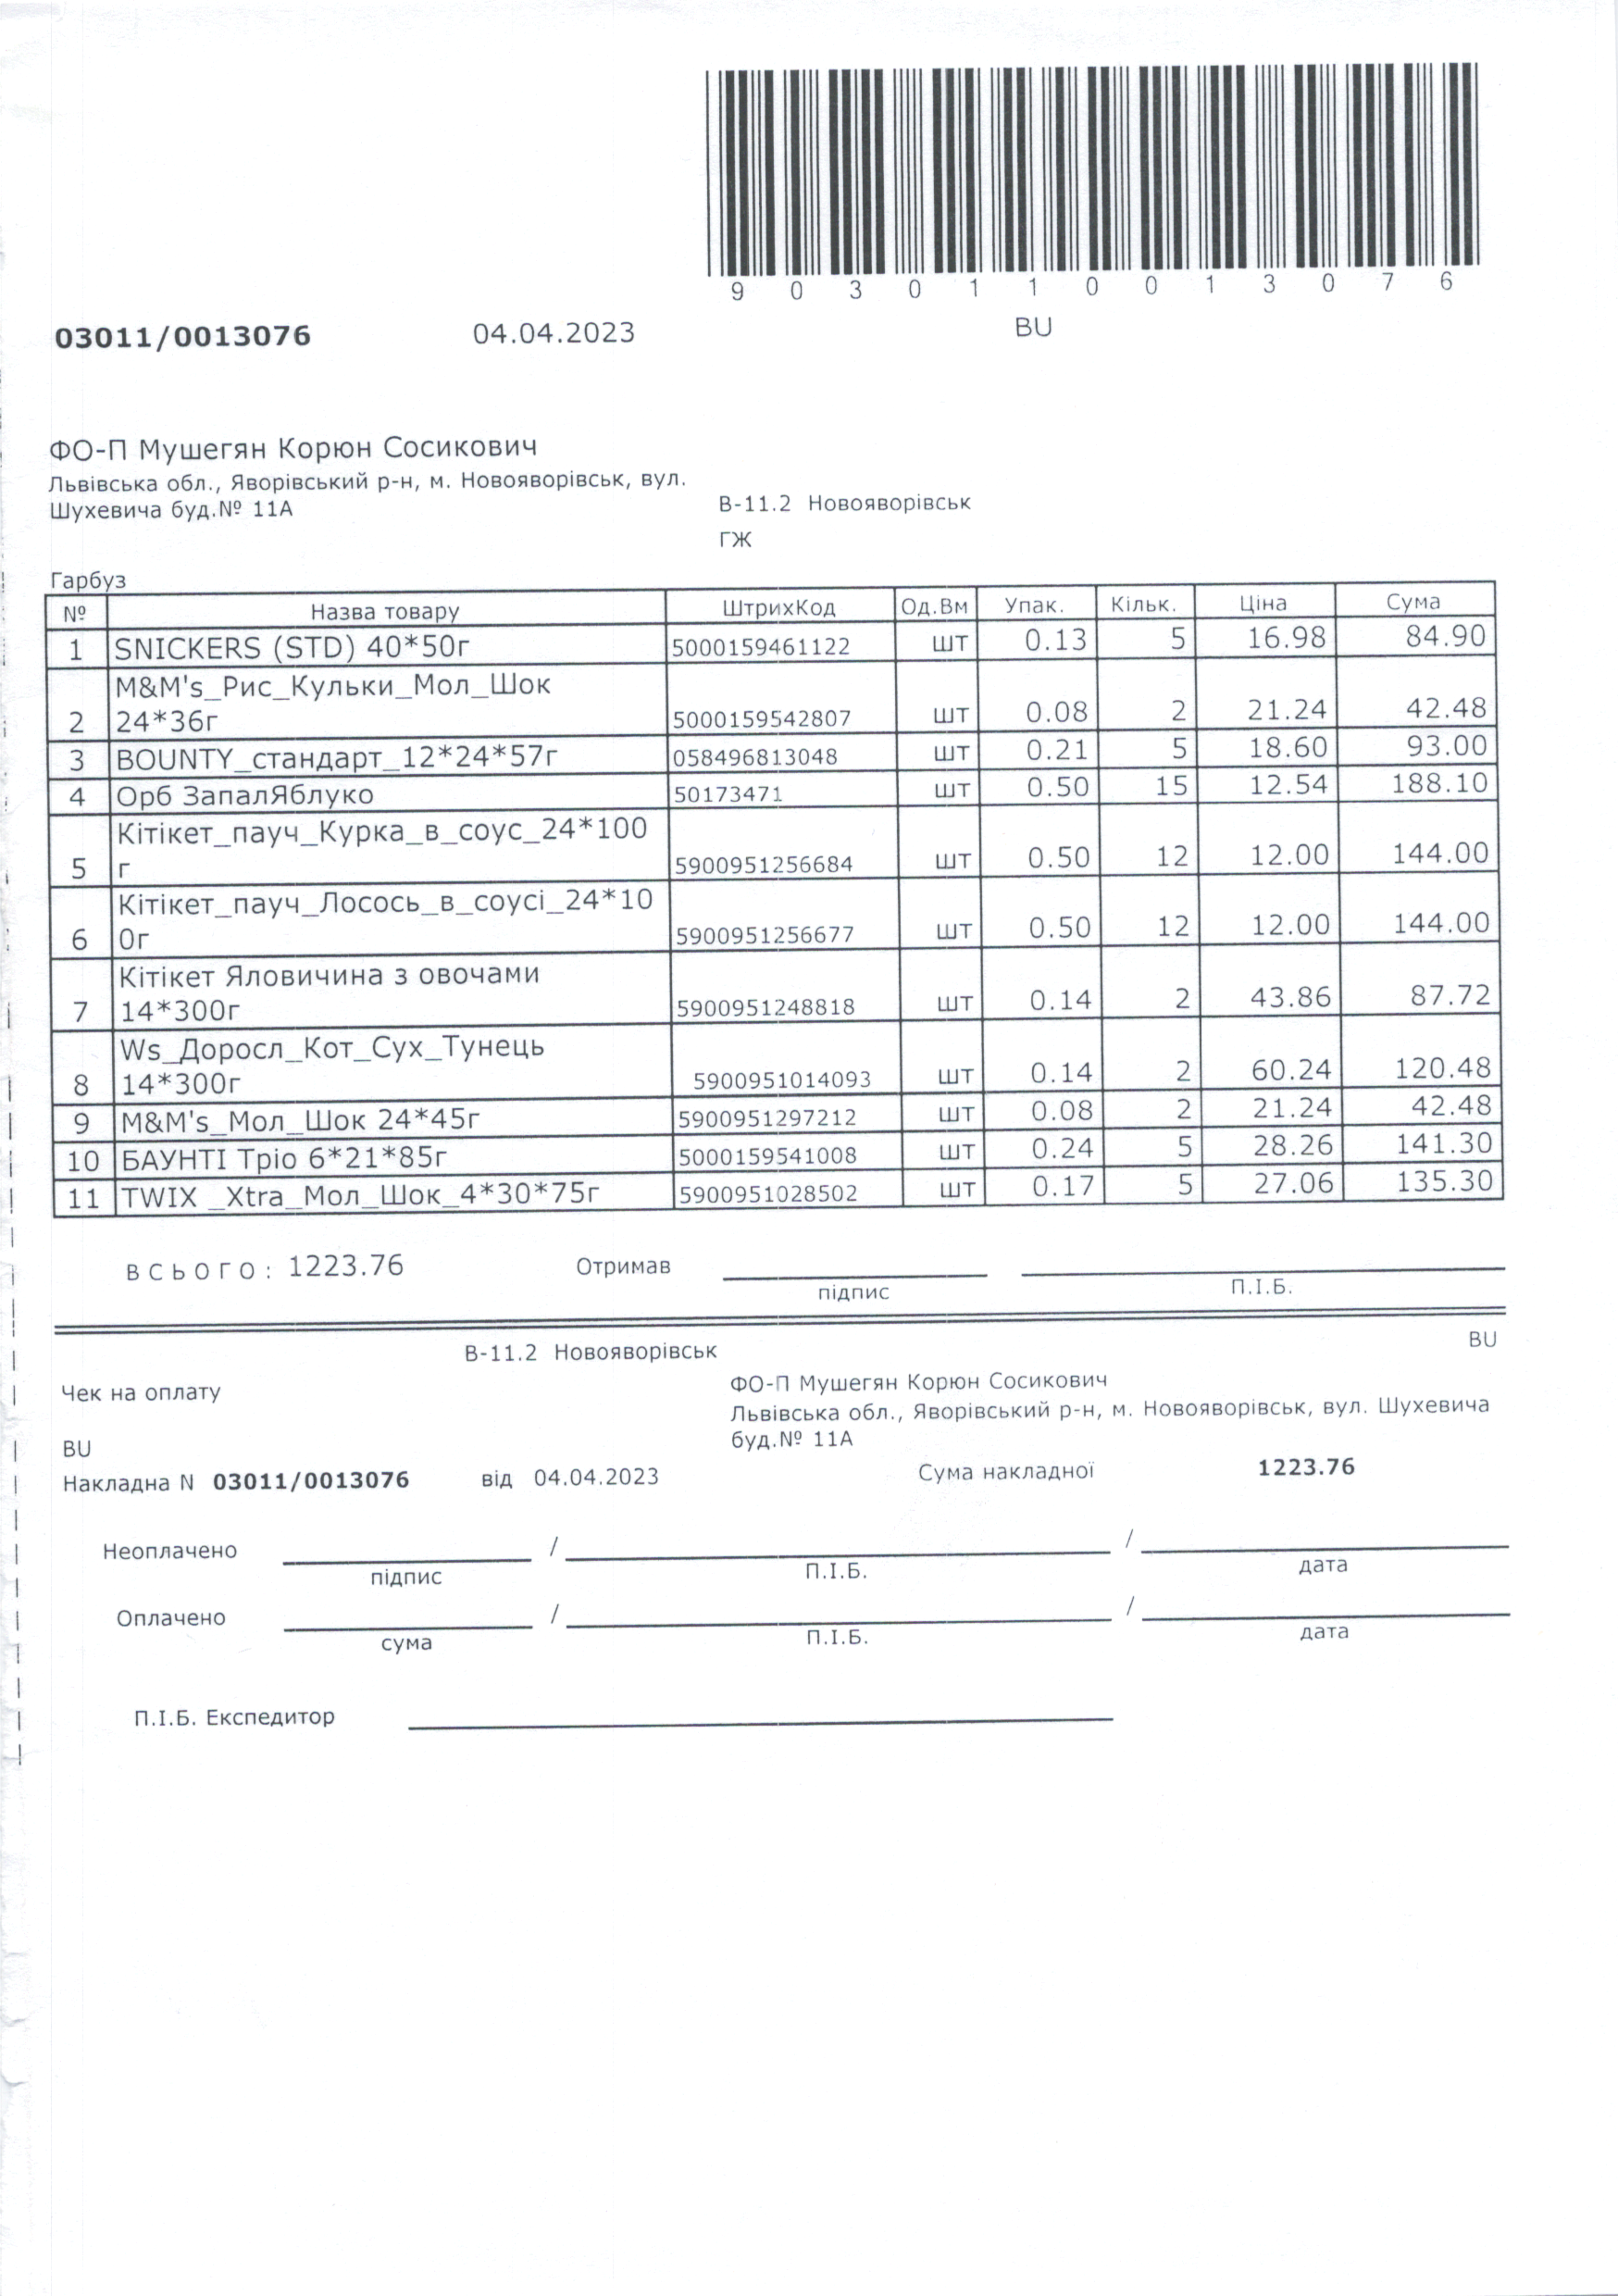 9 0 3 0 1 1 0 0 1 3 0 7 6
03011/0013076 04.04.2023 BU
ФО-П Мушегян Корюн Сосикович
Львівська обл., Яворівський р-н, м. Новояворівськ, вул.
Шухевича буд.№ 11А
В-11.2 Новояворівськ
ГЖ
Гарбуз
№ Назва товару ШтрихКод Од.Вм Упак. Кільк. Ціна Сума
1 SNICKERS (STD) 40*50г 5000159461122 шт 0.13 5 16.98 84.90
M&M's_Рис_Кульки_Мол_Шок
2 24*36г 5000159542807 шт 0.08 2 21.24 42.48
3 BOUNTY_стандарт_12*24*57г 058496813048 шт 0.21 5 18.60 93.00
4 Орб ЗапалЯблуко 50173471 шт 0.50 15 12.54 188.10
Кітікет_пауч_Курка_в_соус_24*100
5 г 5900951256684 шт 0.50 12 12.00 144.00
Кітікет_пауч_Лосось_в_соусі_24*10
6 0г 5900951256677 шт 0.50 12 12.00 144.00
Кітікет Яловичина з овочами
7 14*300г 5900951248818 шт 0.14 2 43.86 87.72
Ws_Доросл_Кот_Сух_Тунець
8 14*300г 5900951014093 шт 0.14 2 60.24 120.48
9 M&M's_Мол_Шок 24*45г 5900951297212 шт 0.08 2 21.24 42.48
10 БАУНТІ Тріо 6*21*85г 5000159541008 шт 0.24 5 28.26 141.30
11 TWIX _Xtra_Мол_Шок_4*30*75г 5900951028502 шт 0.17 5 27.06 135.30
В С Ь О Г О : 1223.76 Отримав
підпис П.І.Б.
В-11.2 Новояворівськ BU
Чек на оплату
ФО-П Мушегян Корюн Сосикович
Львівська обл., Яворівський р-н, м. Новояворівськ, вул. Шухевича
буд.№ 11А
BU
Накладна N 03011/0013076 від 04.04.2023 Сума накладної 1223.76
Неоплачено / /
підпис П.І.Б. дата
Оплачено / /
сума П.І.Б. дата
П.І.Б. Експедитор